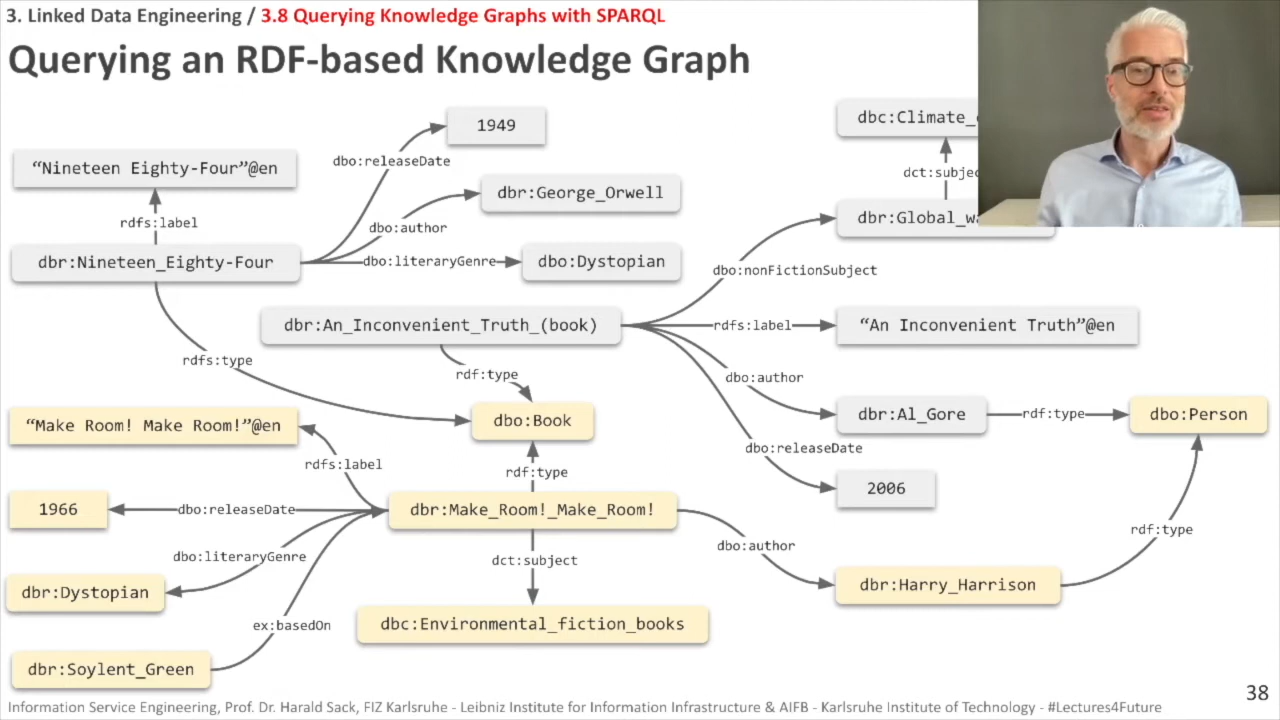 3. Linked Data Engineering / 3.8 Querying Knowledge Graphs with SPARQL
Querying an RDF-based Knowledge Graph
1949
dbc:Climate_
“Nineteen Eighty-Four”@en
dbo:releaseDate
dct:subjec
dbr:George_Orwell
rdfs:label
dbo:author
dbr:Global_wa
dbr:Nineteen_Eighty-Four
dbo:literaryGenre
dbo:Dystopian
dbo:nonFictionSubject
dbr:An_Inconvenient_Truth_(book)
rdfs:label
“An Inconvenient Truth”@en
rdfs:type
rdf:type
dbo:author
“Make Room! Make Room!”@en
dbo:Book
dbr:Al_Gore
rdf:type
dbo:Person
rdfs:label
rdf:type
dbo:releaseDate
2006
1966
dbo:releaseDate
dbr:Make_Room!_Make_Room!
rdf:type
dbo:literaryGenre
dct:subject
dbo:author
dbr:Dystopian
dbr:Harry_Harrison
ex:basedOn
dbc:Environmental_fiction_books
dbr:Soylent_Green
38
Information Service Engineering, Prof. Dr. Harald Sack, FIZ Karlsruhe - Leibniz Institute for Information Infrastructure & AIFB - Karlsruhe Institute of Technology - #Lectures4Future